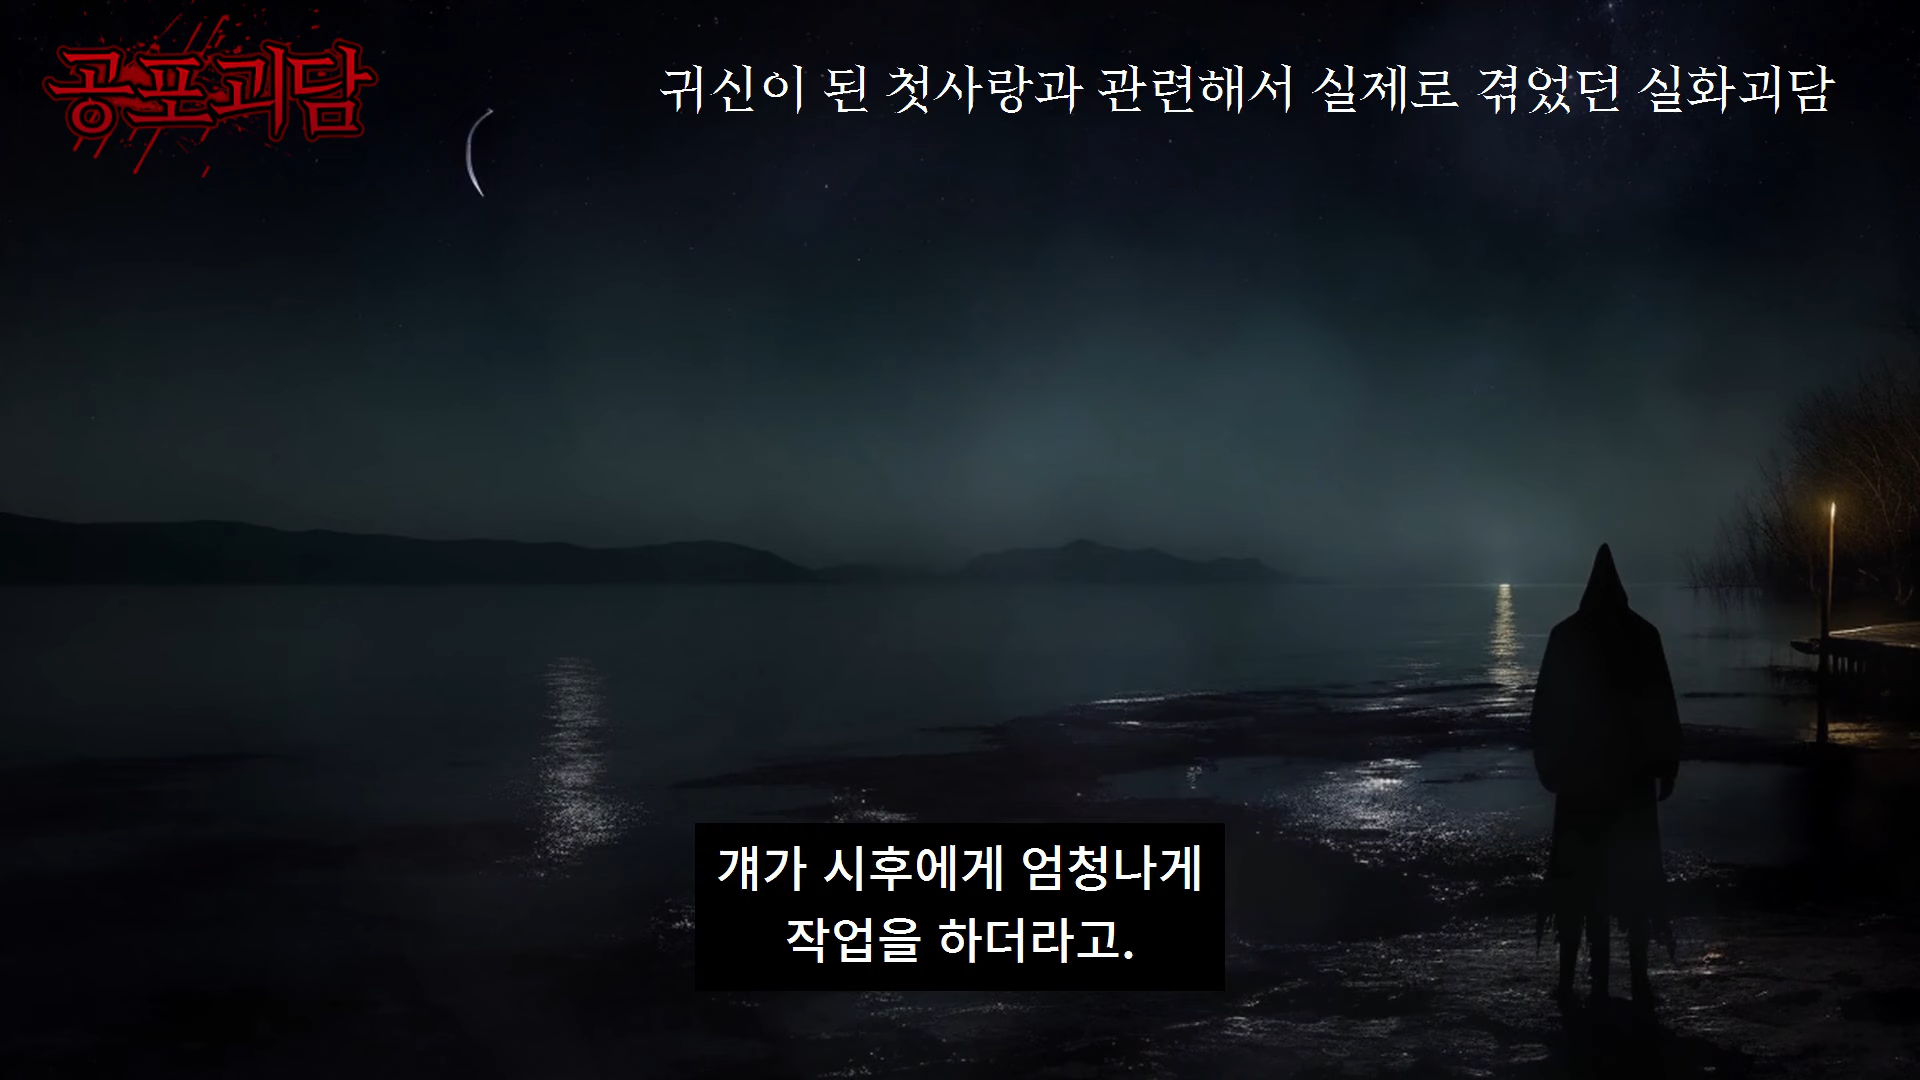 공포괴담
귀신이 된 첫사랑과 관련해서 실제로 겪었던 실화괴담
걔가 시후에게 엄청나게
작업을 하더라고.